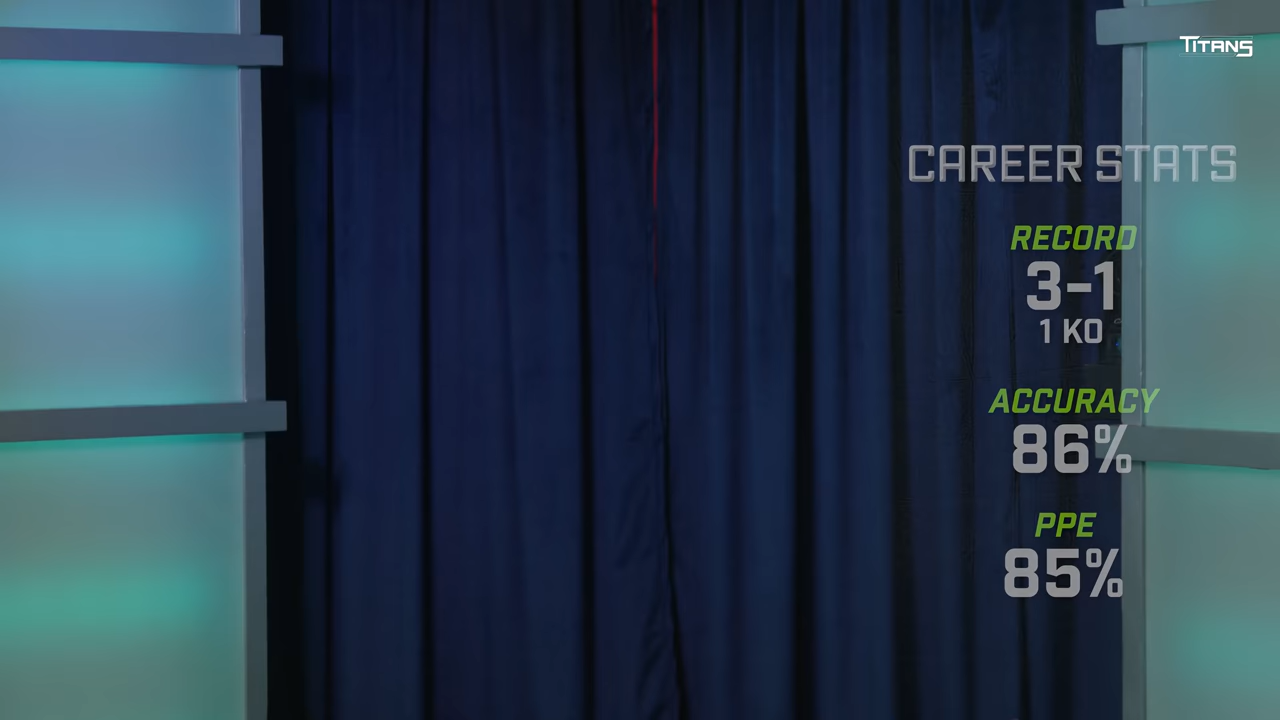 TITANS
CAREER STATS
RECORD
3-1
1 KO
ACCURACY
86%
PPE
85%